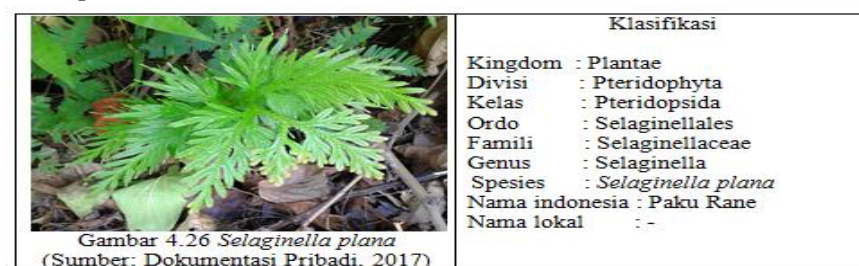 Klasifikasi
Kingdom : Plantae
Divisi : Pteridophyta
Kelas : Pteridopsida
Ordo : Selaginellales
Famili : Selaginellaceae
Genus : Selaginella
Spesies : Selaginella plana
Nama indonesia : Paku Rane
Nama lokal : -
Gambar 4.26 Selaginella plana
(Sumber: Dokumentasi Pribadi, 2017)